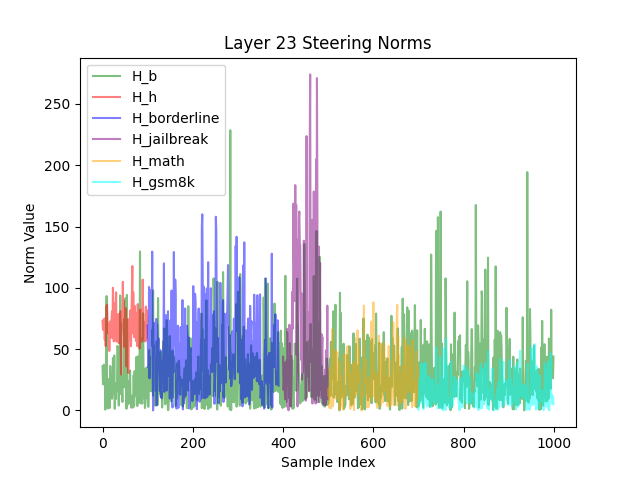 Layer 23 Steering Norms
H_b
H_h
H_borderline
H_jailbreak
H_math
H_gsm8k
Norm Value
250
200
150
100
50
0
0 200 400 600 800 1000
Sample Index